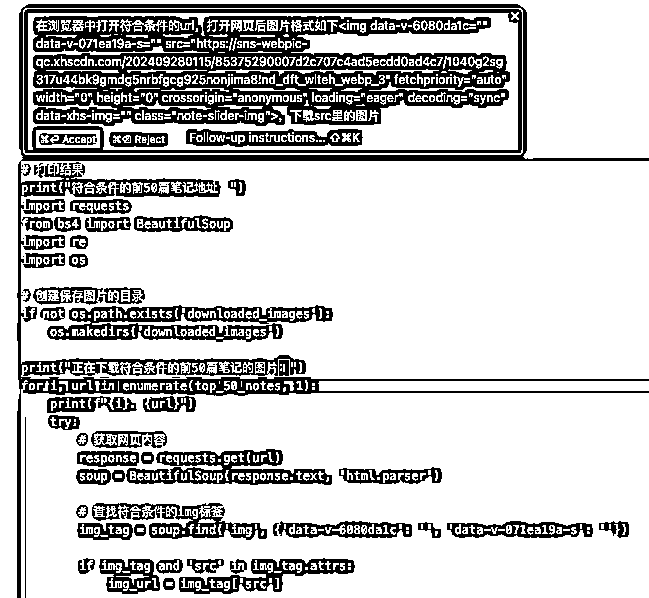 在浏览器中打开符合条件的url，打开网页后图片格式如下<img data-v-6080da1c=""
data-v-071ea19a-s="" src="https://sns-webpic-
qc.xhscdn.com/202409280115/85375290007d2c707c4ad5ecdd0ad4c7/1040g2sg
317u44bk9gmdg5nrbfgcg925nonjima8!nd_dft_wlteh_webp_3" fetchpriority="auto"
width="0" height="0" crossorigin="anonymous" loading="eager" decoding="sync"
data-xhs-img="" class="note-slider-img">，下载src里的图片
Accept Reject Follow-up instructions... ⇧⌘K
# 打印结果
print("符合条件的前50篇笔记地址：")
import requests
from bs4 import BeautifulSoup
import re
import os
# 创建保存图片的目录
if not os.path.exists('downloaded_images'):
os.makedirs('downloaded_images')
print("正在下载符合条件的前50篇笔记的图片：")
for i, url in enumerate(top_50_notes, 1):
print(f"{i}. {url}")
try:
# 获取网页内容
response = requests.get(url)
soup = BeautifulSoup(response.text, 'html.parser')
# 查找符合条件的img标签
img_tag = soup.find('img', {'data-v-6080da1c': '', 'data-v-071ea19a-s': ''})
if img_tag and 'src' in img_tag.attrs:
img_url = img_tag['src']